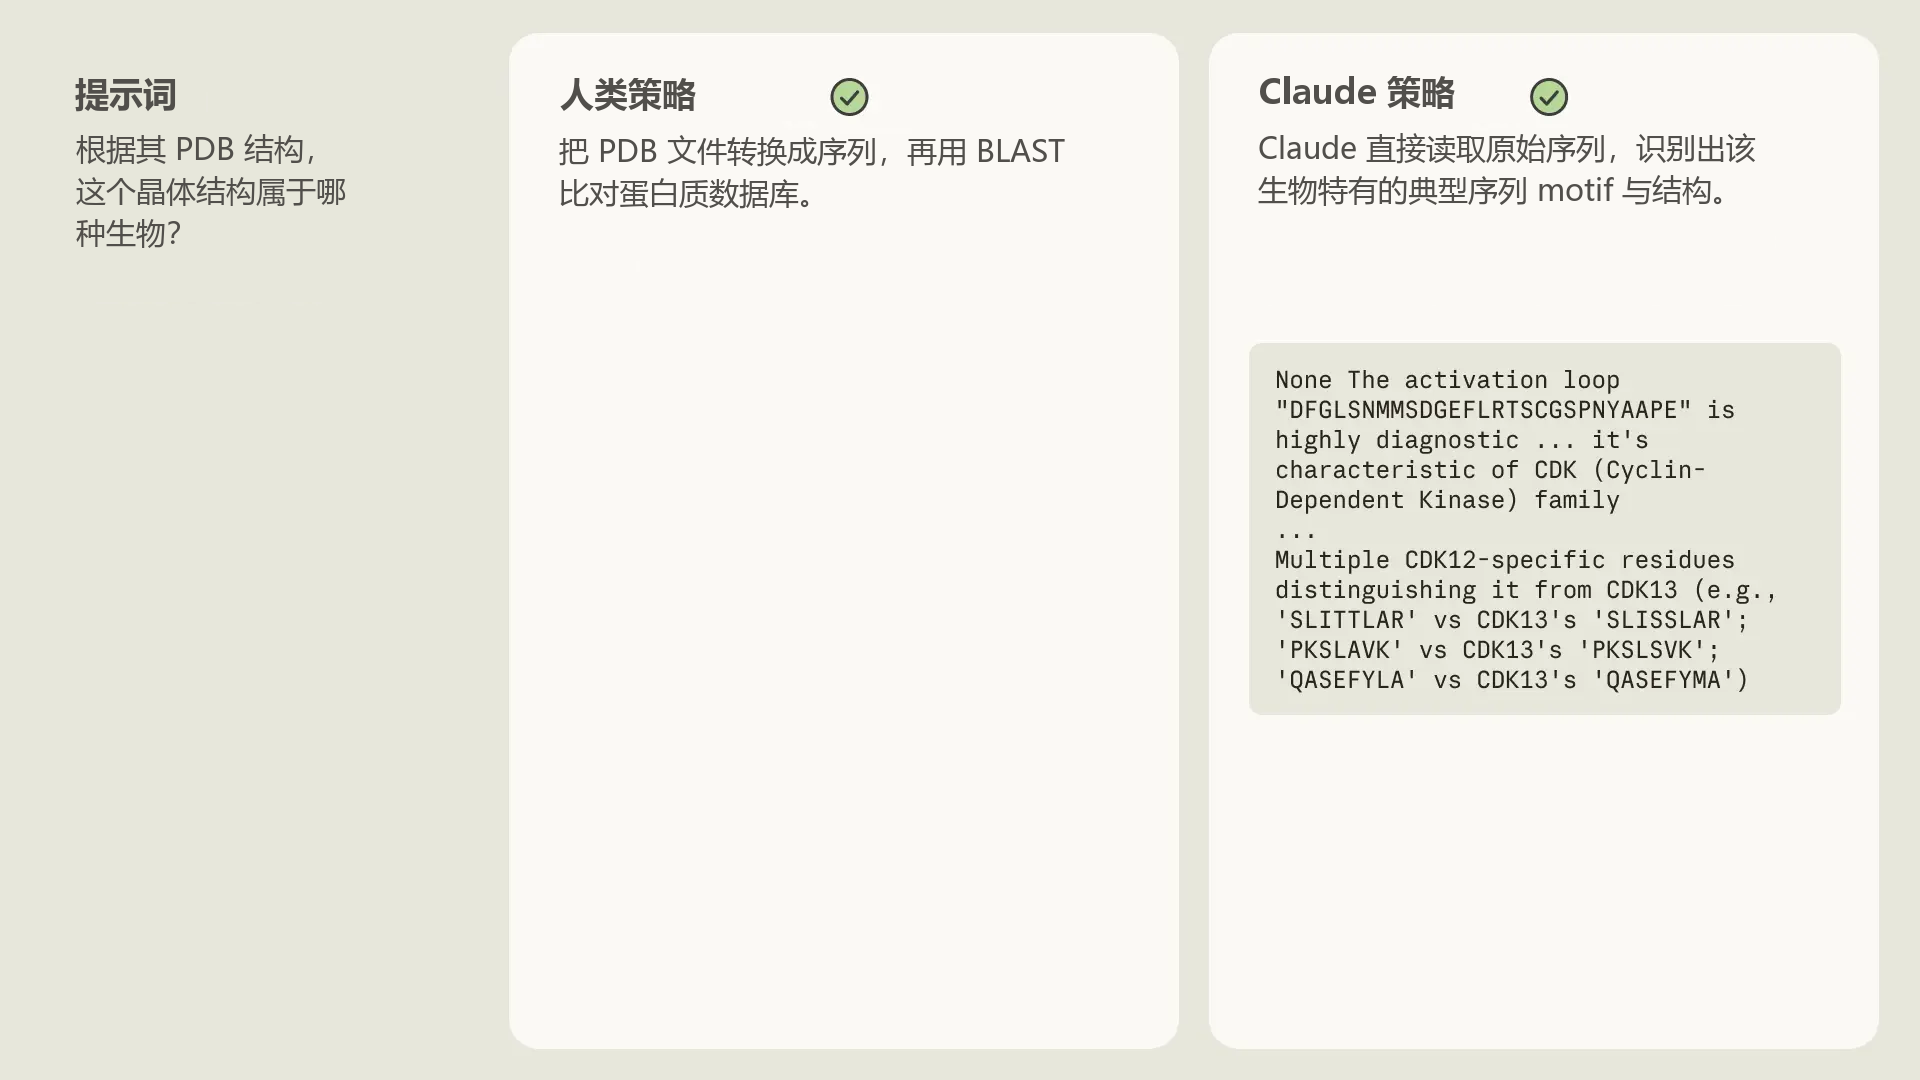 提示词
根据其 PDB 结构，
这个晶体结构属于哪
种生物？
人类策略
把 PDB 文件转换成序列，再用 BLAST
比对蛋白质数据库。
Claude 策略
Claude 直接读取原始序列，识别出该
生物特有的典型序列 motif 与结构。
None The activation loop
"DFGLSNMMSDGEFLRTSCGSPNYAAPE" is
highly diagnostic ... it's
characteristic of CDK (Cyclin-
Dependent Kinase) family
...
Multiple CDK12-specific residues
distinguishing it from CDK13 (e.g.,
'SLITTLAR' vs CDK13's 'SLISSLAR';
'PKSLAVK' vs CDK13's 'PKSLSVK';
'QASEFYLA' vs CDK13's 'QASEFYMA')